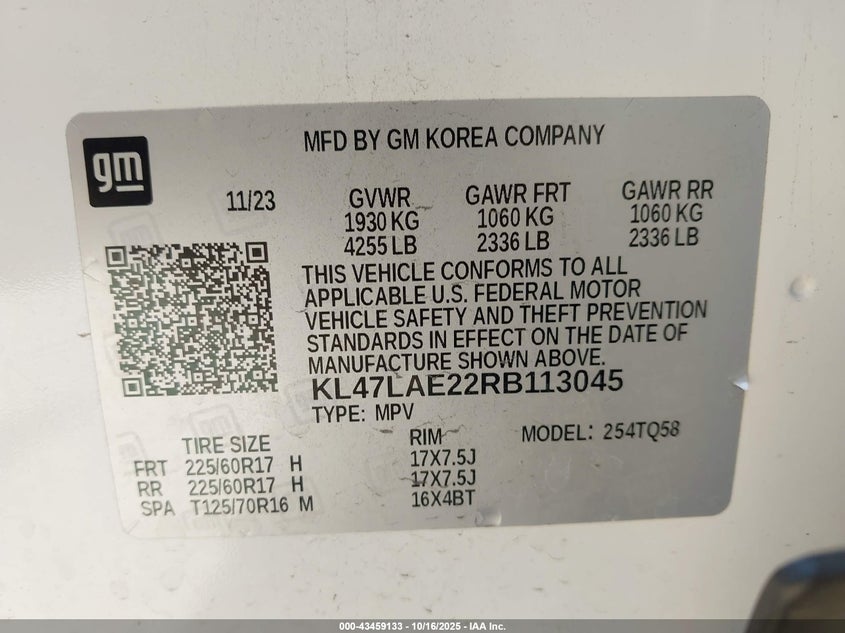 gm
MFD BY GM KOREA COMPANY
11/23 GVWR GAWR FRT GAWR RR
1930 KG 1060 KG 1060 KG
4255 LB 2336 LB 2336 LB
THIS VEHICLE CONFORMS TO ALL
APPLICABLE U.S. FEDERAL MOTOR
VEHICLE SAFETY AND THEFT PREVENTION
STANDARDS IN EFFECT ON THE DATE OF
MANUFACTURE SHOWN ABOVE.
KL47LAE22RB113045
TYPE: MPV
TIRE SIZE RIM MODEL: 254TQ58
FRT 225/60R17 H 17X7.5J
RR 225/60R17 H 17X7.5J
SPA T125/70R16 M 16X4BT
000-43459133 - 10/16/2025 - IAA Inc.